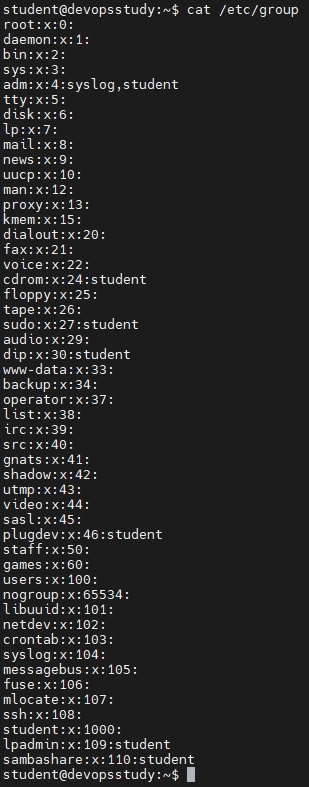 student@devopsstudy:~$ cat /etc/group
root:x:0:
daemon:x:1:
bin:x:2:
sys:x:3:
adm:x:4:syslog,student
tty:x:5:
disk:x:6:
lp:x:7:
mail:x:8:
news:x:9:
uucp:x:10:
man:x:12:
proxy:x:13:
kmem:x:15:
dialout:x:20:
fax:x:21:
voice:x:22:
cdrom:x:24:student
floppy:x:25:
tape:x:26:
sudo:x:27:student
audio:x:29:
dip:x:30:student
www-data:x:33:
backup:x:34:
operator:x:37:
list:x:38:
irc:x:39:
src:x:40:
gnats:x:41:
shadow:x:42:
utmp:x:43:
video:x:44:
sasl:x:45:
plugdev:x:46:student
staff:x:50:
games:x:60:
users:x:100:
nogroup:x:65534:
libuuid:x:101:
netdev:x:102:
crontab:x:103:
syslog:x:104:
messagebus:x:105:
fuse:x:106:
mlocate:x:107:
ssh:x:108:
student:x:1000:
lpadmin:x:109:student
sambashare:x:110:student
student@devopsstudy:~$